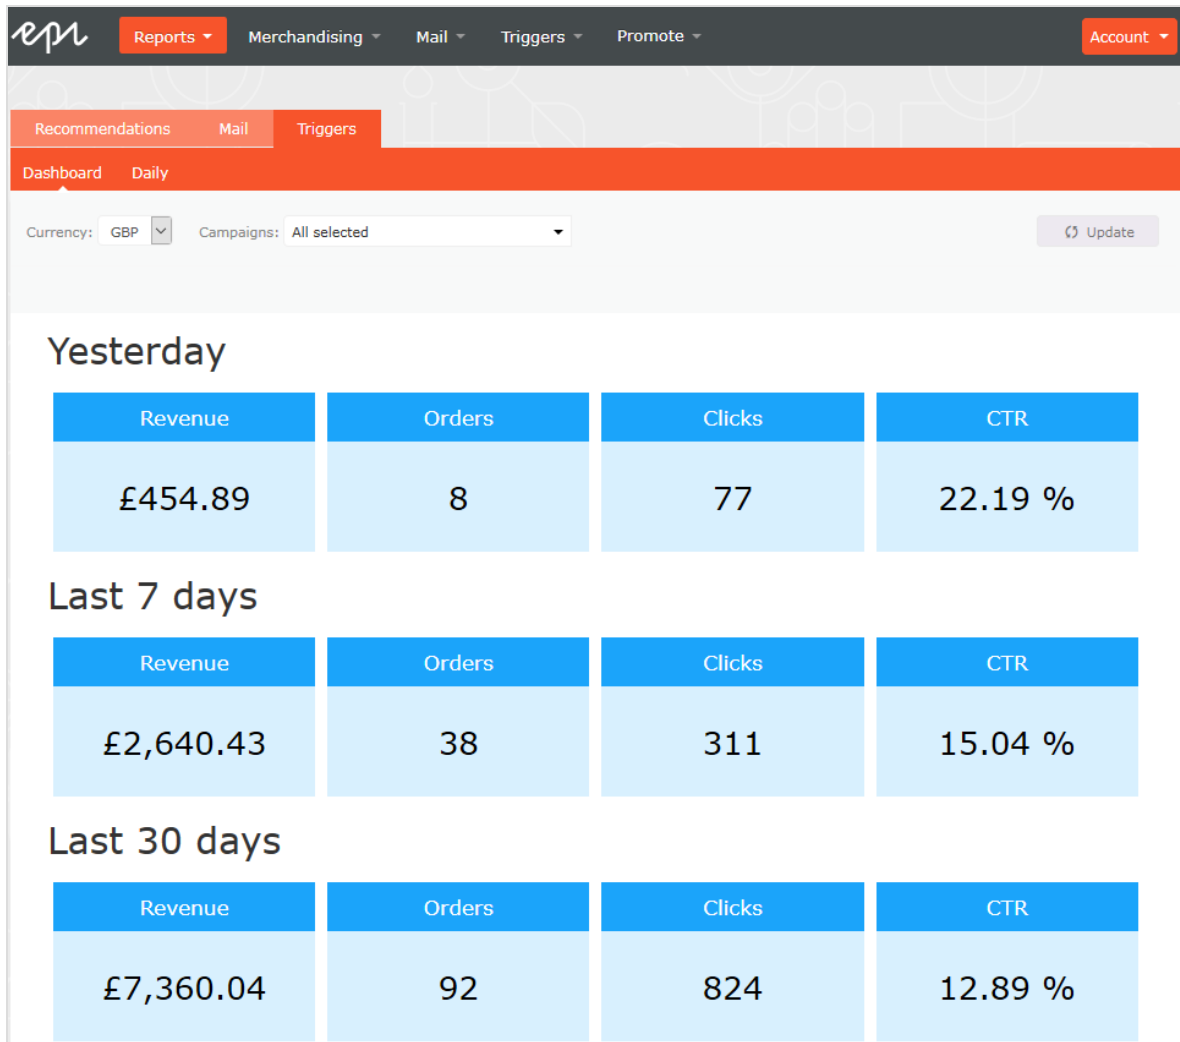 epi Reports Merchandising Mail Triggers Promote Account
Recommendations Mail Triggers
Dashboard Daily
Currency: GBP Campaigns: All selected Update
Yesterday
Revenue Orders Clicks CTR
£454.89 8 77 22.19 %
Last 7 days
Revenue Orders Clicks CTR
£2,640.43 38 311 15.04 %
Last 30 days
Revenue Orders Clicks CTR
£7,360.04 92 824 12.89 %